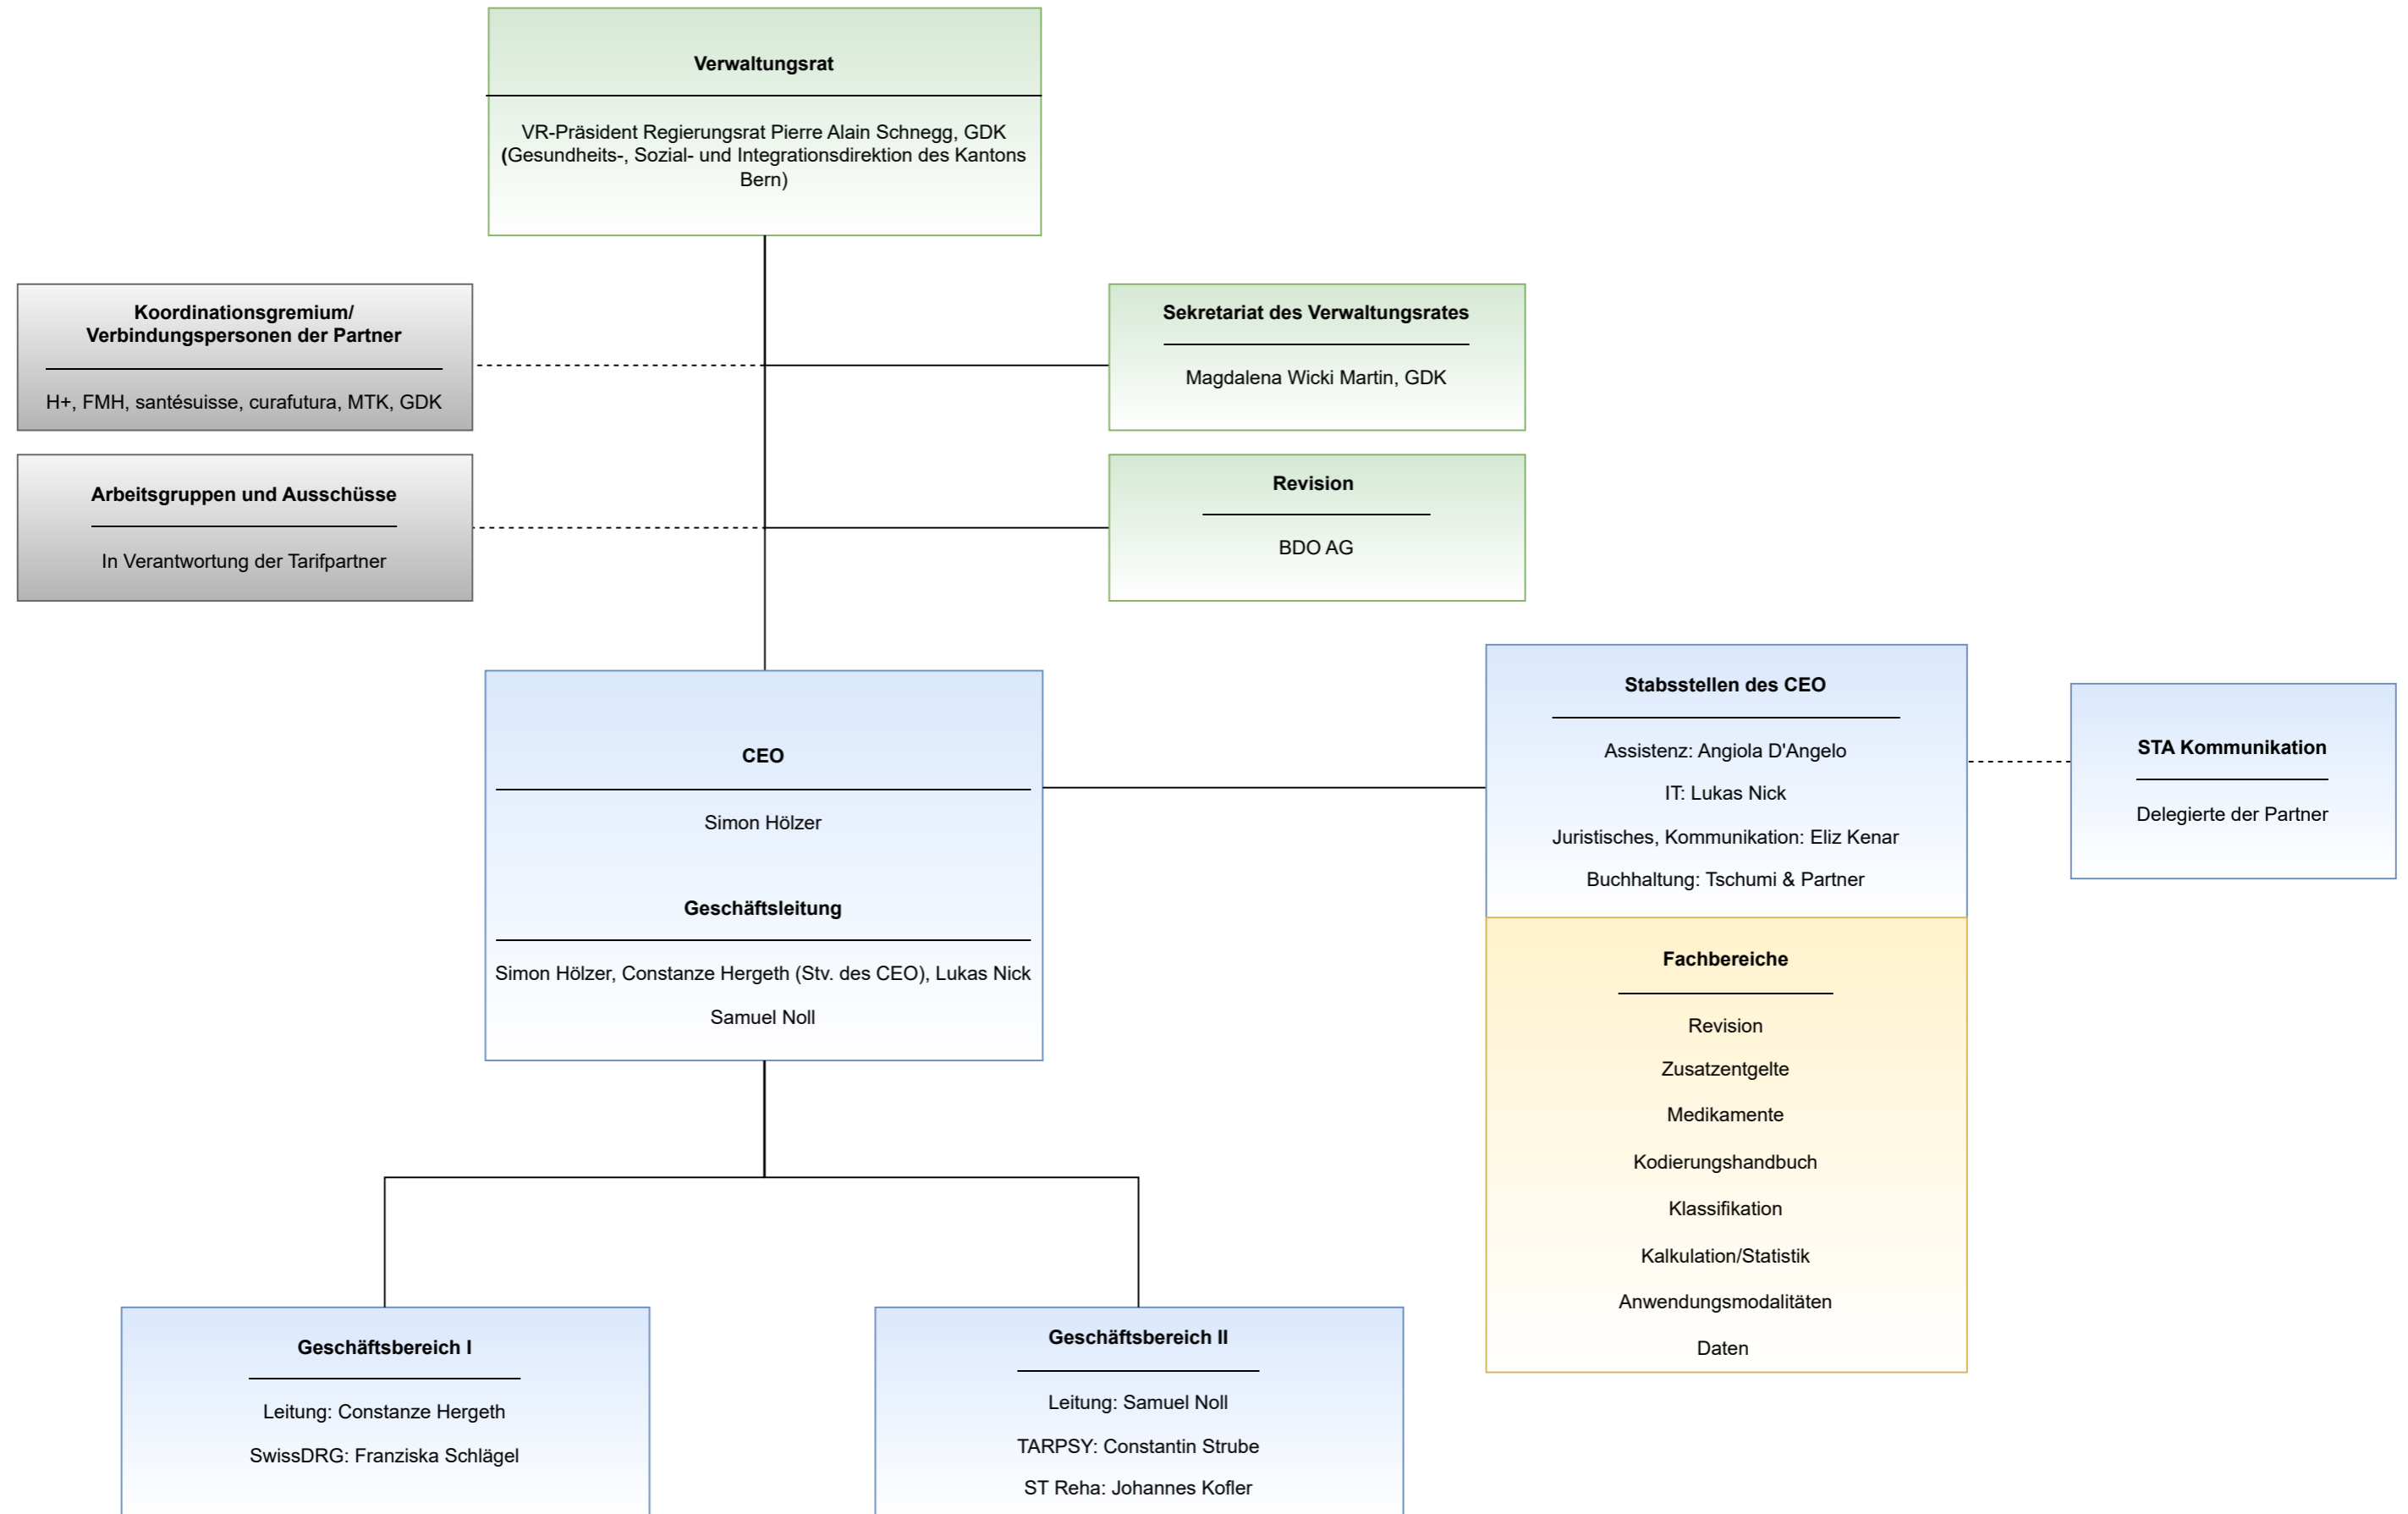 Verwaltungsrat
VR-Präsident Regierungsrat Pierre Alain Schnegg, GDK
(Gesundheits-, Sozial- und Integrationsdirektion des Kantons
Bern)
Koordinationsgremium/
Verbindungspersonen der Partner
H+, FMH, santésuisse, curafutura, MTK, GDK
Sekretariat des Verwaltungsrates
Magdalena Wicki Martin, GDK
Arbeitsgruppen und Ausschüsse
In Verantwortung der Tarifpartner
Revision
BDO AG
CEO
Simon Hölzer
Geschäftsleitung
Simon Hölzer, Constanze Hergeth (Stv. des CEO), Lukas Nick
Samuel Noll
Stabsstellen des CEO
Assistenz: Angiola D'Angelo
IT: Lukas Nick
Juristisches, Kommunikation: Eliz Kenar
Buchhaltung: Tschumi & Partner
STA Kommunikation
Delegierte der Partner
Fachbereiche
Revision
Zusatzentgelte
Medikamente
Kodierungshandbuch
Klassifikation
Kalkulation/Statistik
Anwendungsmodalitäten
Daten
Geschäftsbereich I
Leitung: Constanze Hergeth
SwissDRG: Franziska Schlägel
Geschäftsbereich II
Leitung: Samuel Noll
TARPSY: Constantin Strube
ST Reha: Johannes Kofler